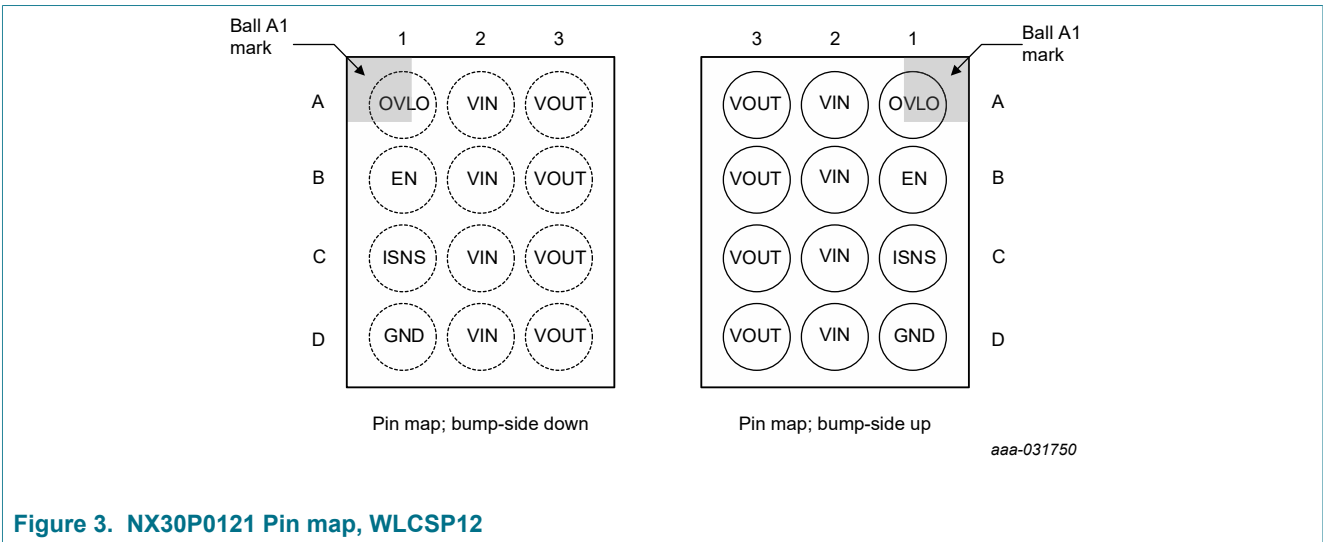 Ball A1
mark
1 2 3
A OVLO VIN VOUT
B EN VIN VOUT
C ISNS VIN VOUT
D GND VIN VOUT
Pin map; bump-side down
Ball A1
mark
3 2 1
VOUT VIN OVLO A
VOUT VIN EN B
VOUT VIN ISNS C
VOUT VIN GND D
Pin map; bump-side up
aaa-031750
Figure 3. NX30P0121 Pin map, WLCSP12